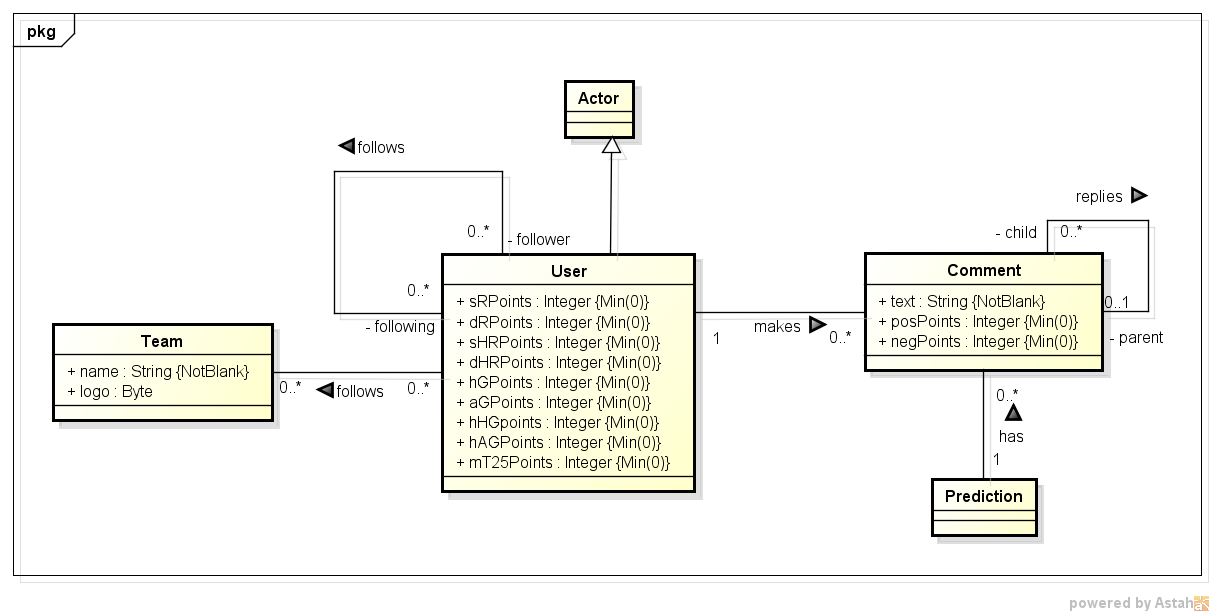 pkg
Actor
follows
0..*
- follower
0..*
- following
User
+ sRPoints : Integer {Min(0)}
+ dRPoints : Integer {Min(0)}
+ sHRPoints : Integer {Min(0)}
+ dHRPoints : Integer {Min(0)}
+ hGPoints : Integer {Min(0)}
+ aGPoints : Integer {Min(0)}
+ hHGpoints : Integer {Min(0)}
+ hAGPoints : Integer {Min(0)}
+ mT25Points : Integer {Min(0)}
Team
+ name : String {NotBlank}
+ logo : Byte
0..*
follows
0..*
1
makes
0..*
replies
- child
0..*
Comment
+ text : String {NotBlank}
+ posPoints : Integer {Min(0)}
+ negPoints : Integer {Min(0)}
0..1
- parent
0..*
has
1
Prediction
powered by Astah